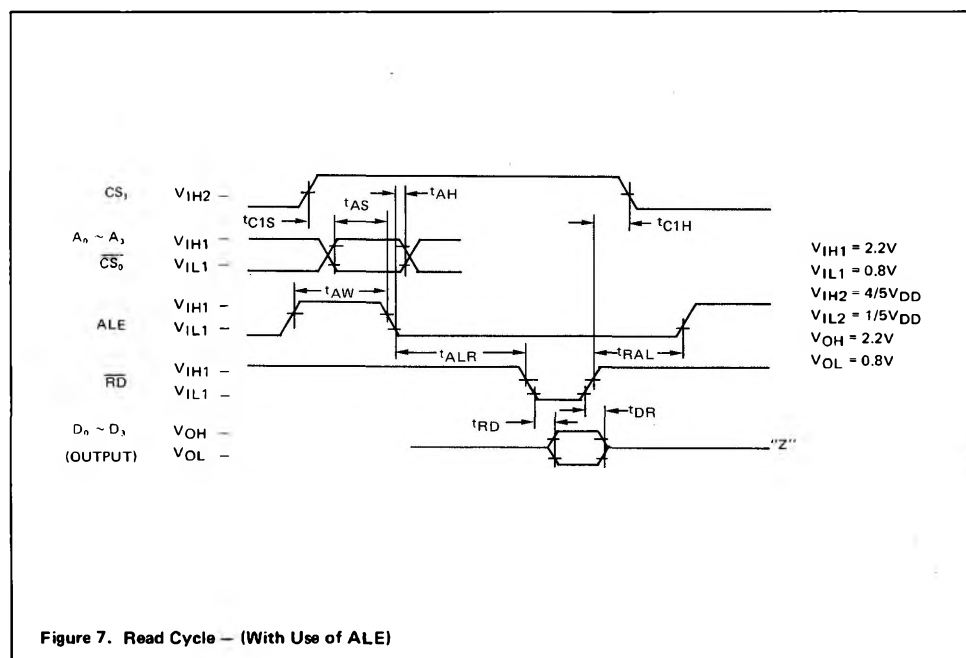 CS₁ VIH2 –
tAH
tAS
tC1S
tC1H
A₀ ~ A₃ VIH1 –
CS₀ VIL1 –
VIH1 = 2.2V
VIL1 = 0.8V
VIH2 = 4/5VDD
VIL2 = 1/5VDD
VOH = 2.2V
VOL = 0.8V
tAW
VIH1 –
ALE VIL1 –
tALR
tRAL
VIH1 –
RD VIL1 –
tRD
tDR
D₀ ~ D₃ VOH –
(OUTPUT) VOL –
"Z"
Figure 7. Read Cycle – (With Use of ALE)